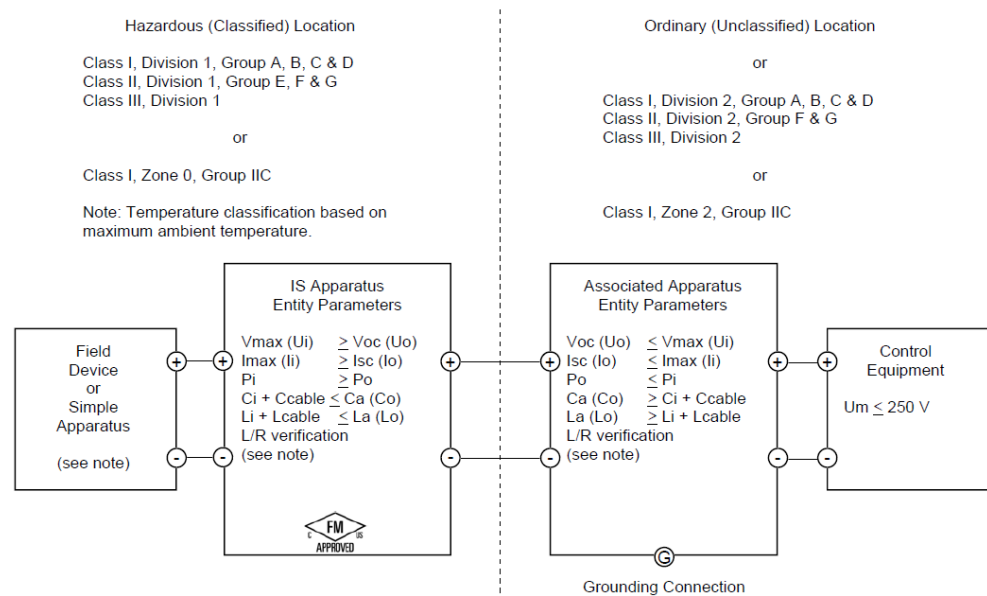 Hazardous (Classified) Location
Class I, Division 1, Group A, B, C & D
Class II, Division 1, Group E, F & G
Class III, Division 1
or
Class I, Zone 0, Group IIC
Note: Temperature classification based on
maximum ambient temperature.
Ordinary (Unclassified) Location
or
Class I, Division 2, Group A, B, C & D
Class II, Division 2, Group F & G
Class III, Division 2
or
Class I, Zone 2, Group IIC
Field
Device
or
Simple
Apparatus
(see note)
+
-
IS Apparatus
Entity Parameters
Vmax (Ui) ≥ Voc (Uo)
Imax (Ii) ≥ Isc (Io)
Pi ≥ Po
Ci + Ccable ≤ Ca (Co)
Li + Lcable ≤ La (Lo)
L/R verification
(see note)
+
-
+
-
C FM US
APPROVED
Associated Apparatus
Entity Parameters
Voc (Uo) ≤ Vmax (Ui)
Isc (Io) ≤ Imax (Ii)
Po ≤ Pi
Ca (Co) ≥ Ci + Ccable
La (Lo) ≥ Li + Lcable
L/R verification
(see note)
+
-
+
-
G
Grounding Connection
Control
Equipment
Um ≤ 250 V
+
-